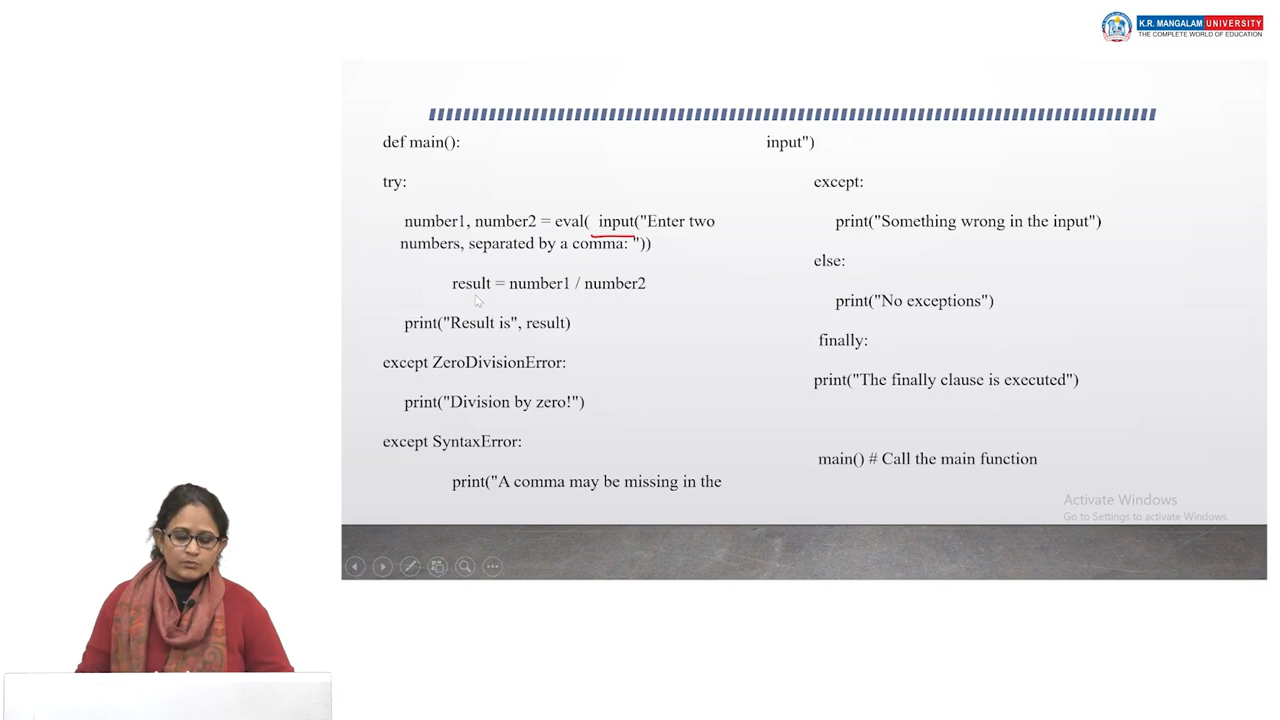 K.R. MANGALAM UNIVERSITY
THE COMPLETE WORLD OF EDUCATION
def main():
try:
number1, number2 = eval( input("Enter two
numbers, separated by a comma: "))
result = number1 / number2
print("Result is", result)
except ZeroDivisionError:
print("Division by zero!")
except SyntaxError:
print("A comma may be missing in the
input")
except:
print("Something wrong in the input")
else:
print("No exceptions")
finally:
print("The finally clause is executed")
main() # Call the main function
Activate Windows
Go to Settings to activate Windows.